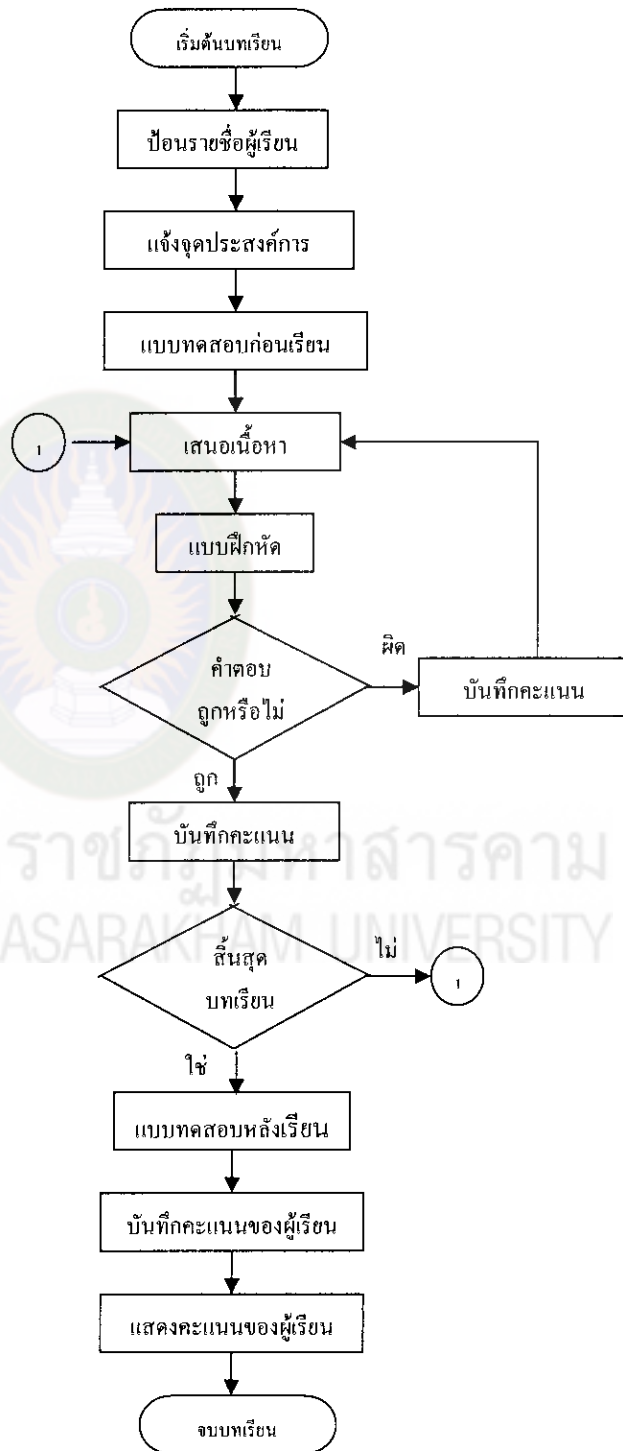 เริ่มต้นบทเรียน
ป้อนรายชื่อผู้เรียน
แจ้งจุดประสงค์การ
แบบทดสอบก่อนเรียน
1
เสนอเนื้อหา
แบบฝึกหัด
ผิด
คำตอบ
ถูกหรือไม่
บันทึกคะแนน
ถูก
บันทึกคะแนน
ราชภัฏมหาสารคาม
ASARAKHAM UNIVERSITY
สิ้นสุด
บทเรียน
ไม่
1
ใช่
แบบทดสอบหลังเรียน
บันทึกคะแนนของผู้เรียน
แสดงคะแนนของผู้เรียน
จบบทเรียน